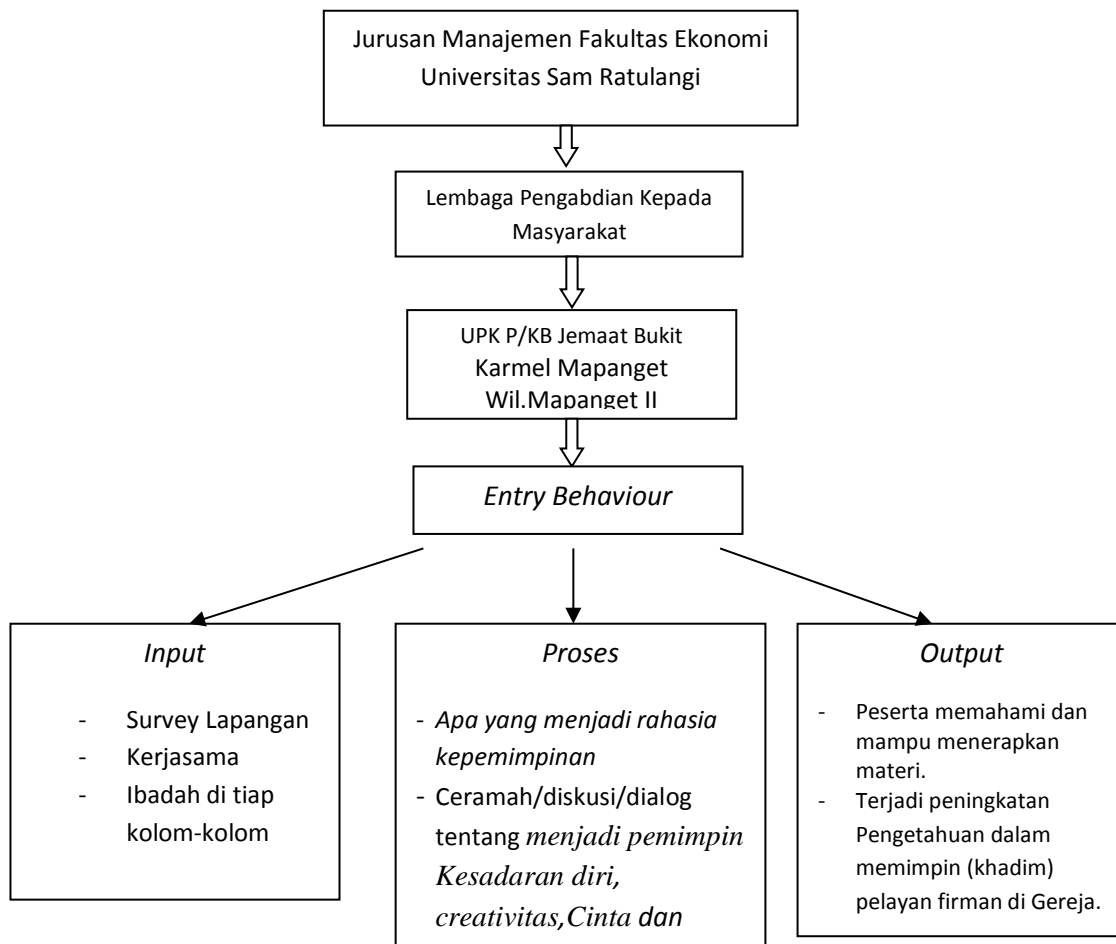 Jurusan Manajemen Fakultas Ekonomi
Universitas Sam Ratulangi
Lembaga Pengabdian Kepada
Masyarakat
UPK P/KB Jemaat Bukit
Karmel Mapanget
Wil.Mapanget II
Entry Behaviour
Input
- Survey Lapangan
- Kerjasama
- Ibadah di tiap
kolom-kolom
Proses
- Apa yang menjadi rahasia
kepemimpinan
- Ceramah/diskusi/dialog
tentang menjadi pemimpin
Kesadaran diri,
creativitas,Cinta dan
Output
- Peserta memahami dan
mampu menerapkan
materi.
- Terjadi peningkatan
Pengetahuan dalam
memimpin (khadim)
pelayan firman di Gereja.